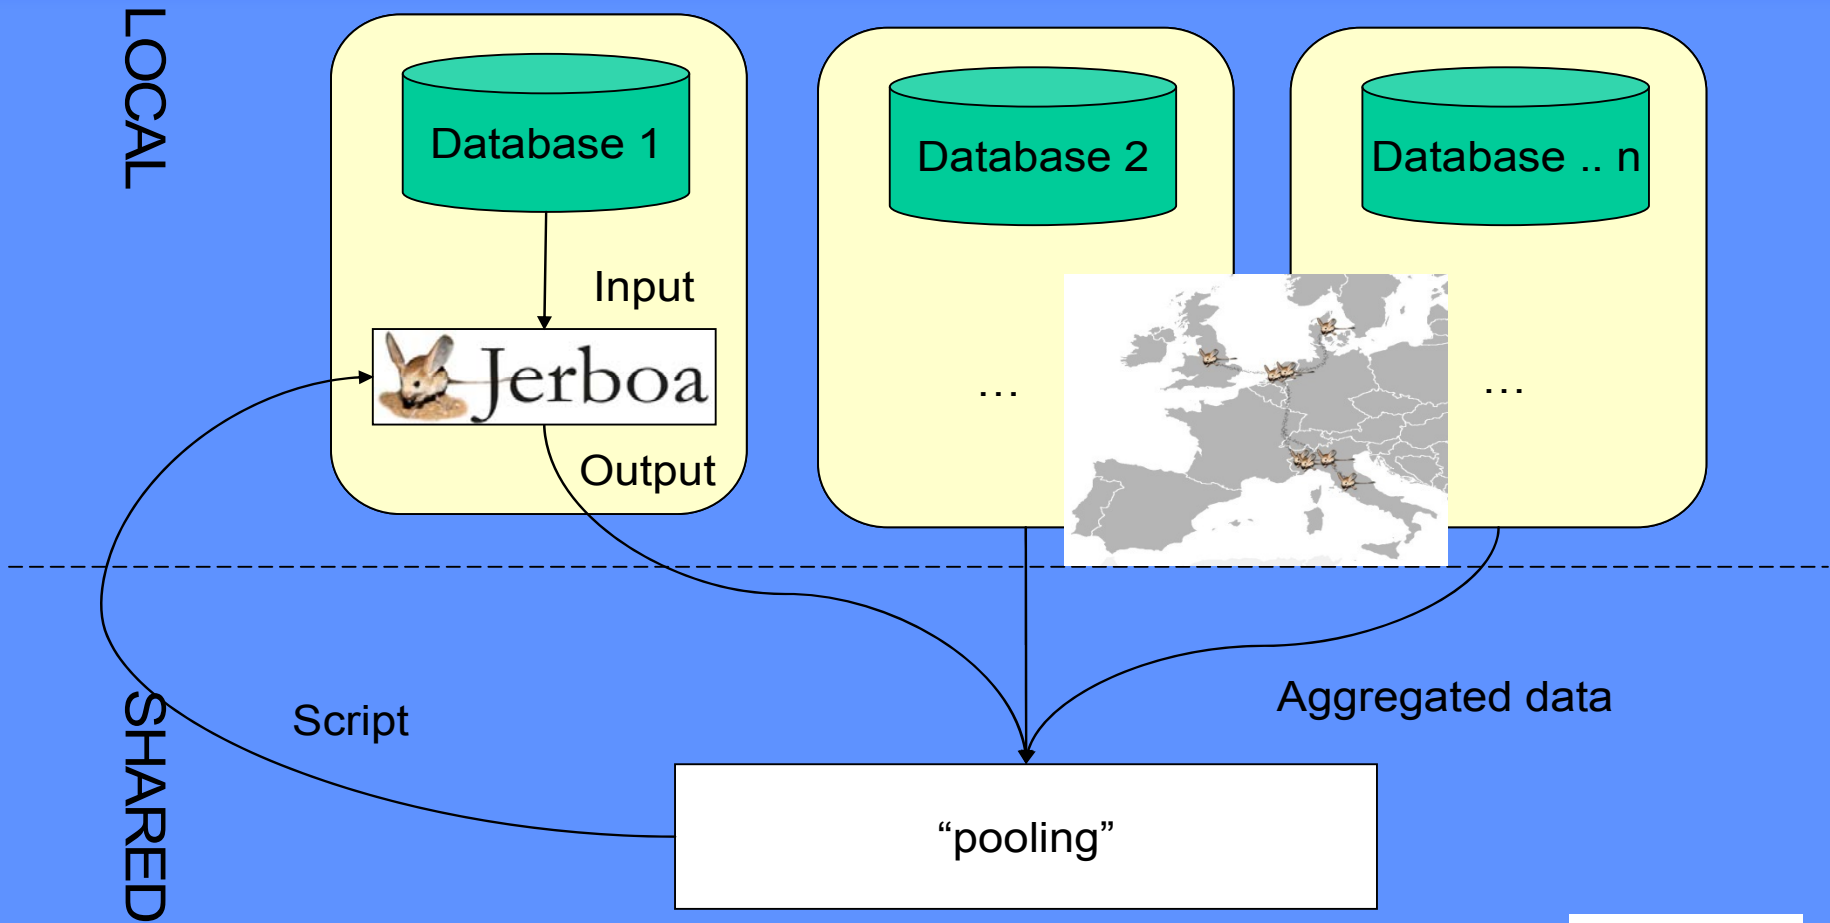 LOCAL
Database 1
Database 2
Database .. n
Input
Jerboa
...
...
Output
Script
Aggregated data
SHARED
“pooling”